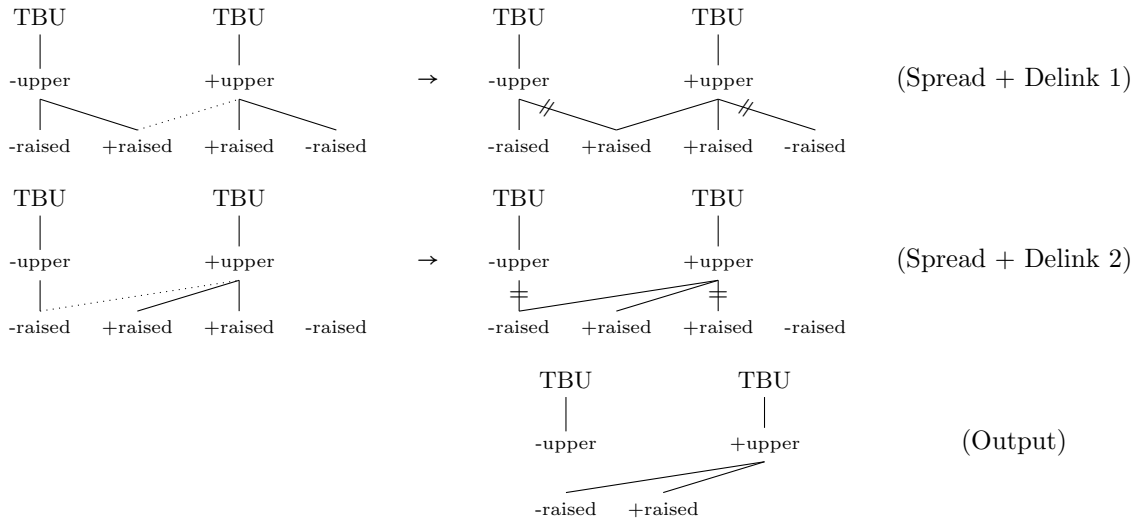 TBU TBU TBU TBU
-upper +upper → -upper +upper (Spread + Delink 1)
-raised +raised +raised -raised -raised +raised +raised -raised
TBU TBU TBU TBU
-upper +upper → -upper +upper (Spread + Delink 2)
-raised +raised +raised -raised -raised +raised +raised -raised
TBU TBU
-upper +upper (Output)
-raised +raised